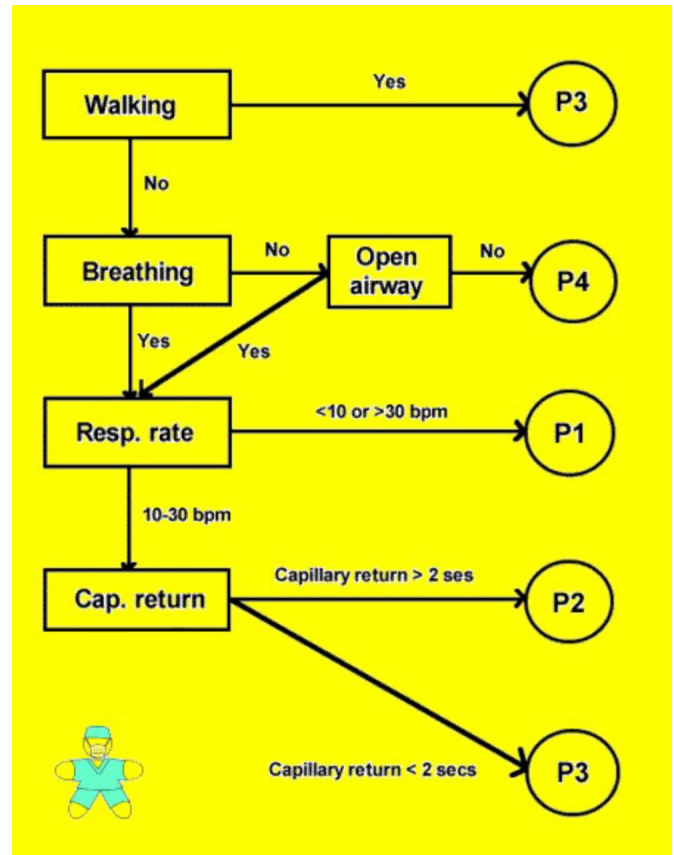 Walking
Yes
P3
No
Breathing
No
Open
airway
No
P4
Yes
Yes
Resp. rate
<10 or >30 bpm
P1
10-30 bpm
Cap. return
Capillary return > 2 ses
P2
Capillary return < 2 secs
P3